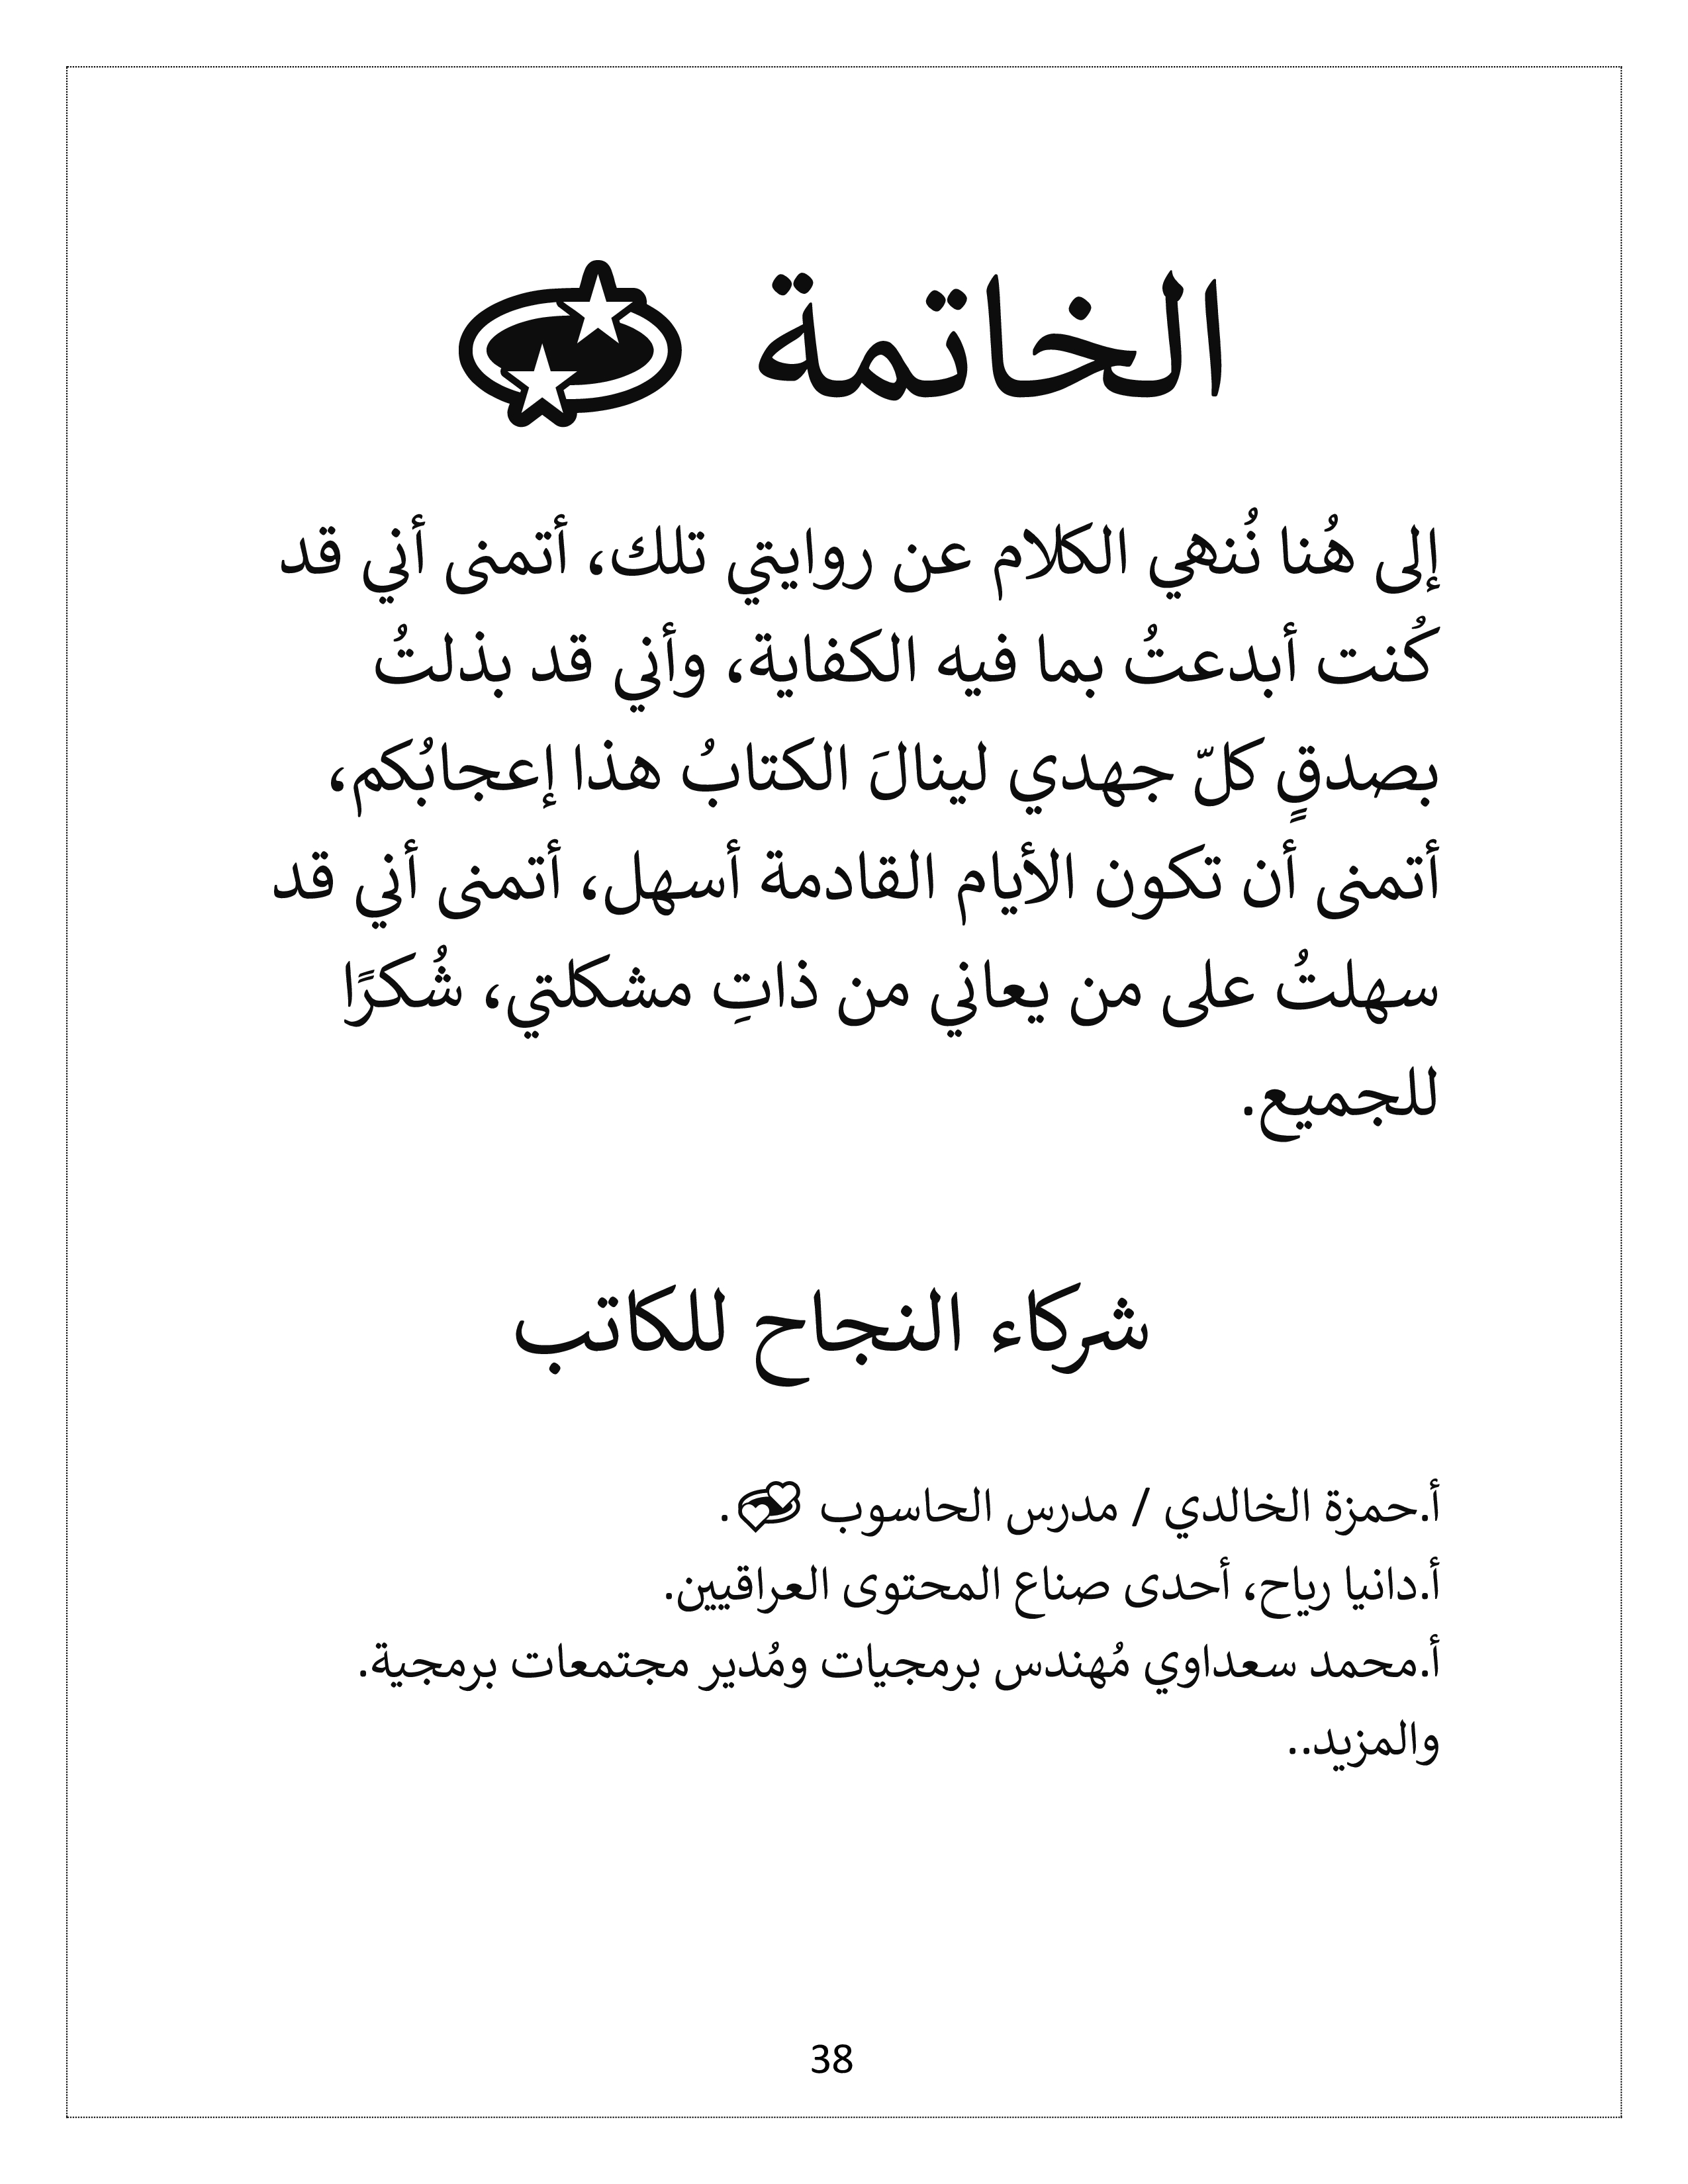 الخاتمة
إلى هُنا نُنهي الكلام عن روايتي تلك، أتمنى أني قد
كُنت أبدعتُ بما فيه الكفاية، وأني قد بذلتُ
بصدقٍ كلّ جهدي لينالَ الكتابُ هذا إعجابُكم،
أتمنى أن تكون الأيام القادمة أسهل، أتمنى أني قد
سهلتُ على من يعاني من ذاتِ مشكلتي، شُكرًا
للجميع.
شركاء النجاح للكاتب
أ.حمزة الخالدي / مدرس الحاسوب 💞.
أ.دانيا رياح، أحدى صناع المحتوى العراقيين.
أ.محمد سعداوي مُهندس برمجيات ومُدير مجتمعات برمجية.
والمزيد..
38